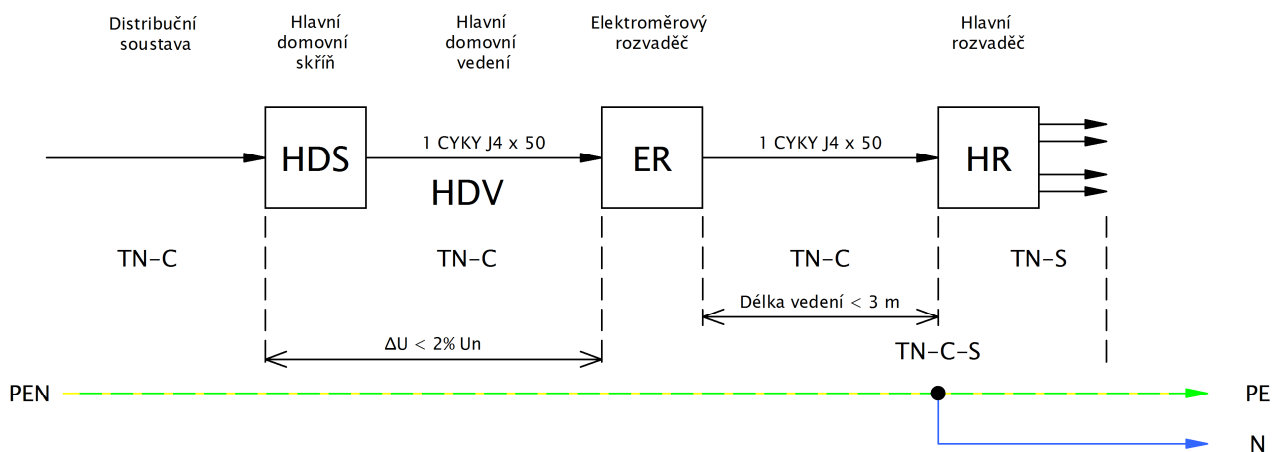 Distribuční
soustava
Hlavní
domovní
skříň
Hlavní
domovní
vedení
Elektroměrový
rozvaděč
Hlavní
rozvaděč
HDS
1 CYKY J4 x 50
HDV
ER
1 CYKY J4 x 50
HR
TN-C
TN-C
TN-C
TN-S
Délka vedení < 3 m
ΔU < 2% Un
TN-C-S
PEN
PE
N